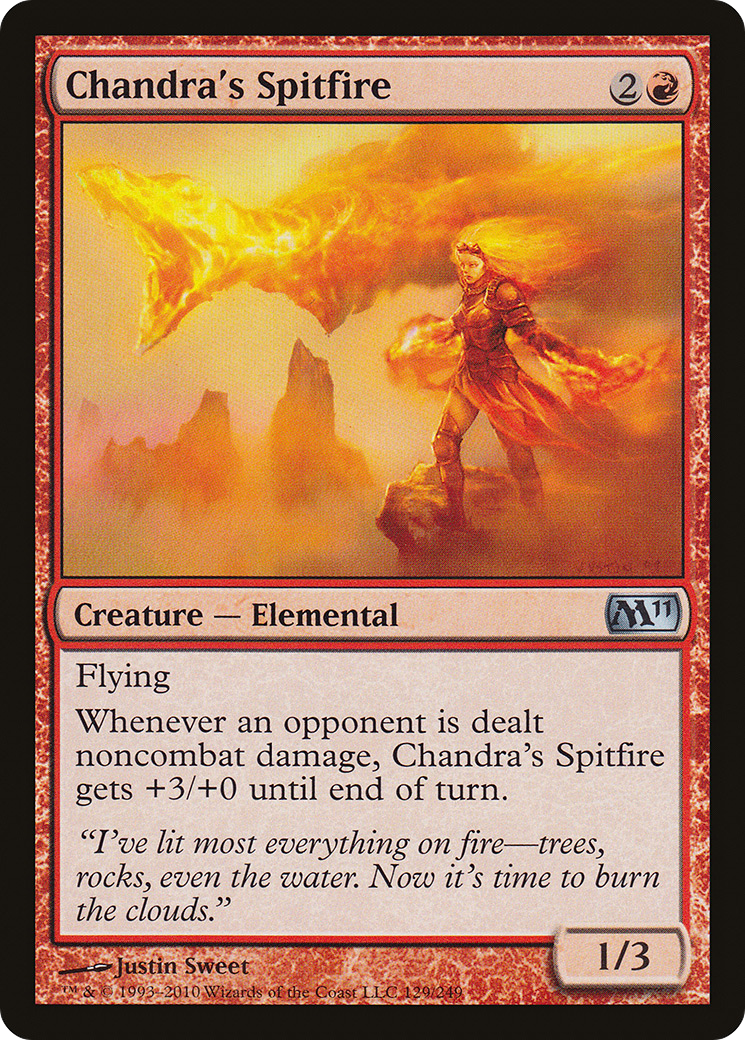 Chandra's Spitfire 2
Creature — Elemental M11
Flying
Whenever an opponent is dealt
noncombat damage, Chandra's Spitfire
gets +3/+0 until end of turn.
“I've lit most everything on fire—trees,
rocks, even the water. Now it's time to burn
the clouds.”
1/3
Justin Sweet
™ & © 1993–2010 Wizards of the Coast LLC 129/249